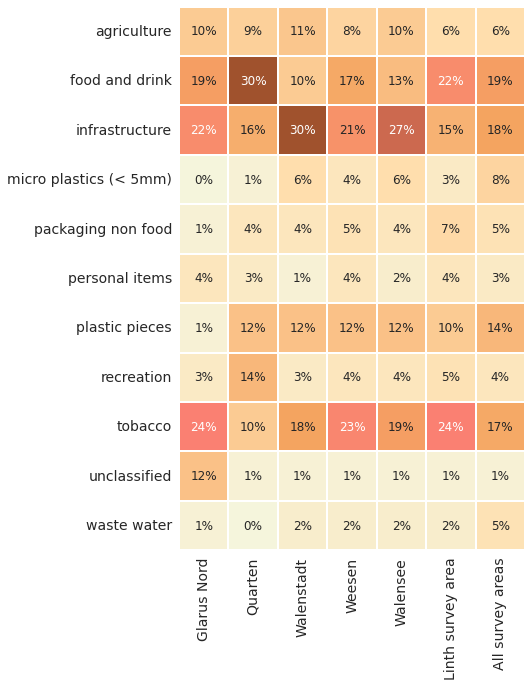 agriculture 10% 9% 11% 8% 10% 6% 6%
food and drink 19% 30% 10% 17% 13% 22% 19%
infrastructure 22% 16% 30% 21% 27% 15% 18%
micro plastics (< 5mm) 0% 1% 6% 4% 6% 3% 8%
packaging non food 1% 4% 4% 5% 4% 7% 5%
personal items 4% 3% 1% 4% 2% 4% 3%
plastic pieces 1% 12% 12% 12% 12% 10% 14%
recreation 3% 14% 3% 4% 4% 5% 4%
tobacco 24% 10% 18% 23% 19% 24% 17%
unclassified 12% 1% 1% 1% 1% 1% 1%
waste water 1% 0% 2% 2% 2% 2% 5%
Glarus Nord
Quarten
Walenstadt
Weesen
Walensee
Linth survey area
All survey areas